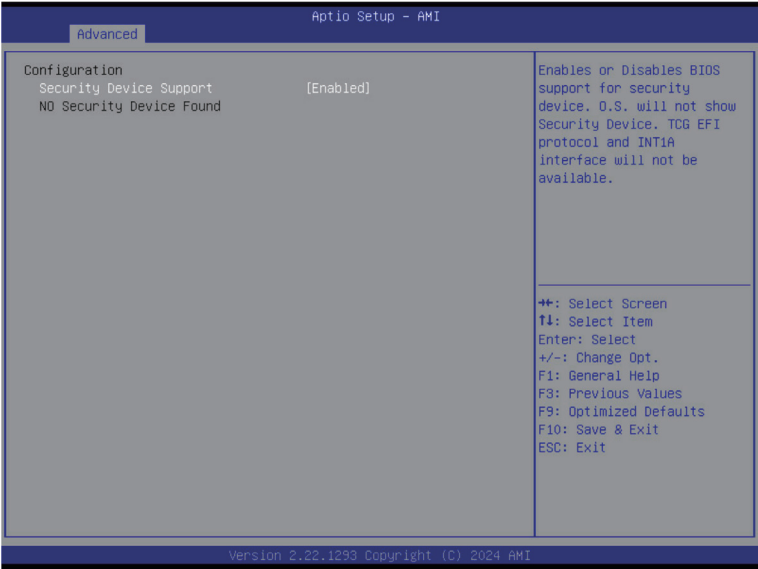 Aptio Setup - AMI
Advanced
Configuration
Security Device Support [Enabled]
NO Security Device Found
Enables or Disables BIOS
support for security
device. O.S. will not show
Security Device. TCG EFI
protocol and INT1A
interface will not be
available.
→←: Select Screen
↑↓: Select Item
Enter: Select
+/-: Change Opt.
F1: General Help
F3: Previous Values
F9: Optimized Defaults
F10: Save & Exit
ESC: Exit
Version 2.22.1293 Copyright (C) 2024 AMI